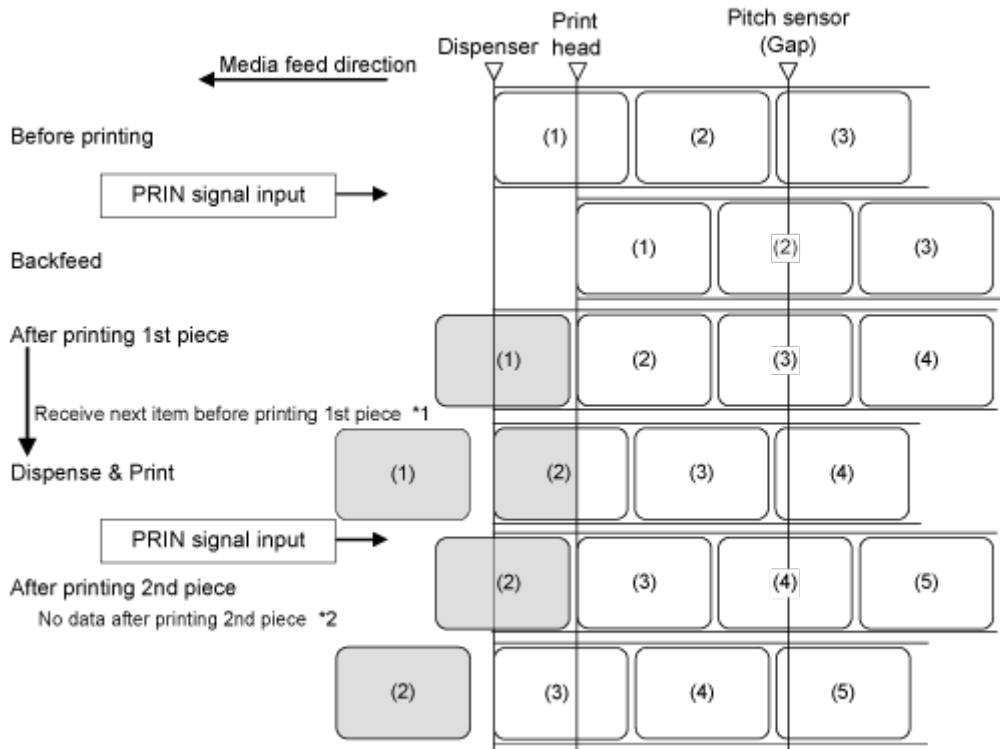 Print
head
Pitch sensor
(Gap)
Dispenser
Media feed direction
Before printing
(1) (2) (3)
PRIN signal input
Backfeed
(1) (2) (3)
After printing 1st piece
(1) (2) (3) (4)
Receive next item before printing 1st piece *1
Dispense & Print
(1) (2) (3) (4)
PRIN signal input
After printing 2nd piece
(2) (3) (4) (5)
No data after printing 2nd piece *2
(2) (3) (4) (5)